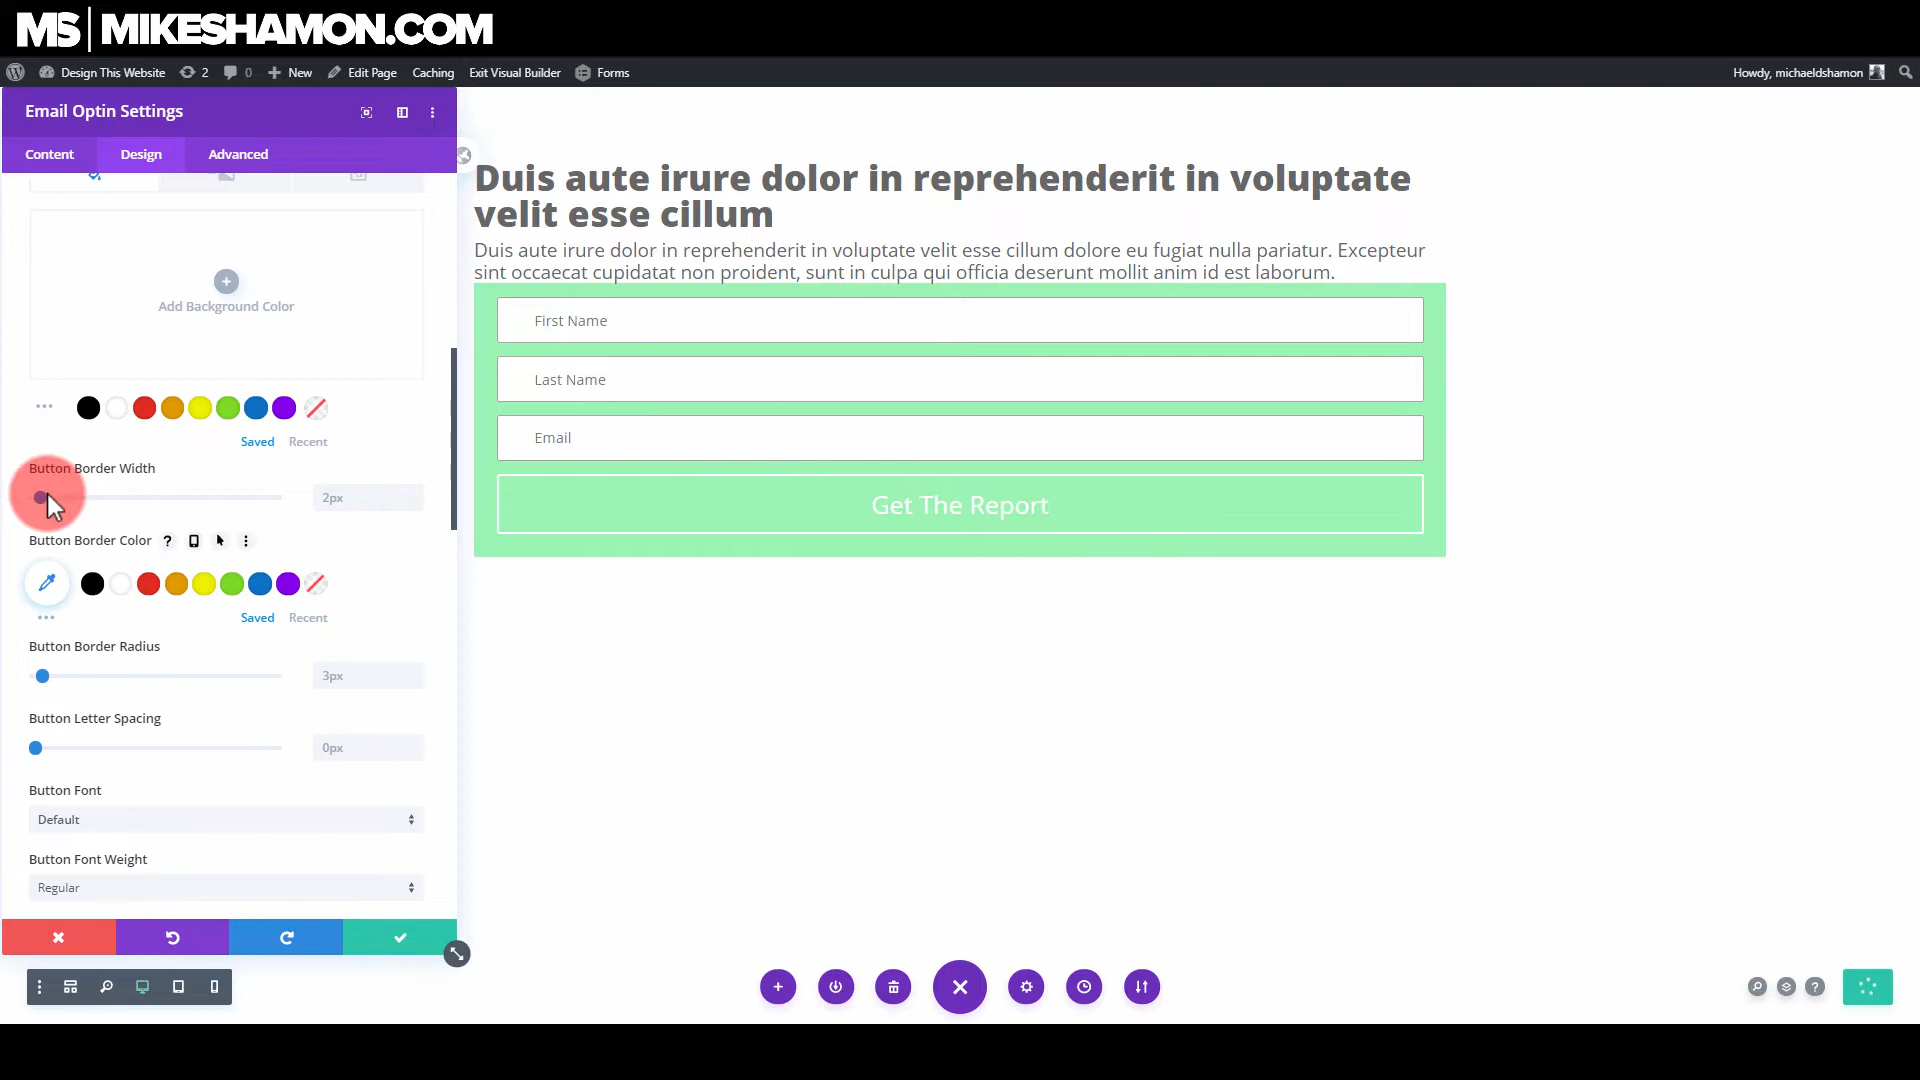 MS | MIKESHAMON.COM
Design This Website 2 0 New Edit Page Caching Exit Visual Builder Forms Howdy, michaeldshamon
Email Optin Settings
Content Design Advanced
Add Background Color
Saved Recent
Button Border Width
2px
Button Border Color ?
Saved Recent
Button Border Radius
3px
Button Letter Spacing
0px
Button Font
Default
Button Font Weight
Regular
Duis aute irure dolor in reprehenderit in voluptate
velit esse cillum
Duis aute irure dolor in reprehenderit in voluptate velit esse cillum dolore eu fugiat nulla pariatur. Excepteur
sint occaecat cupidatat non proident, sunt in culpa qui officia deserunt mollit anim id est laborum.
First Name
Last Name
Email
Get The Report
?